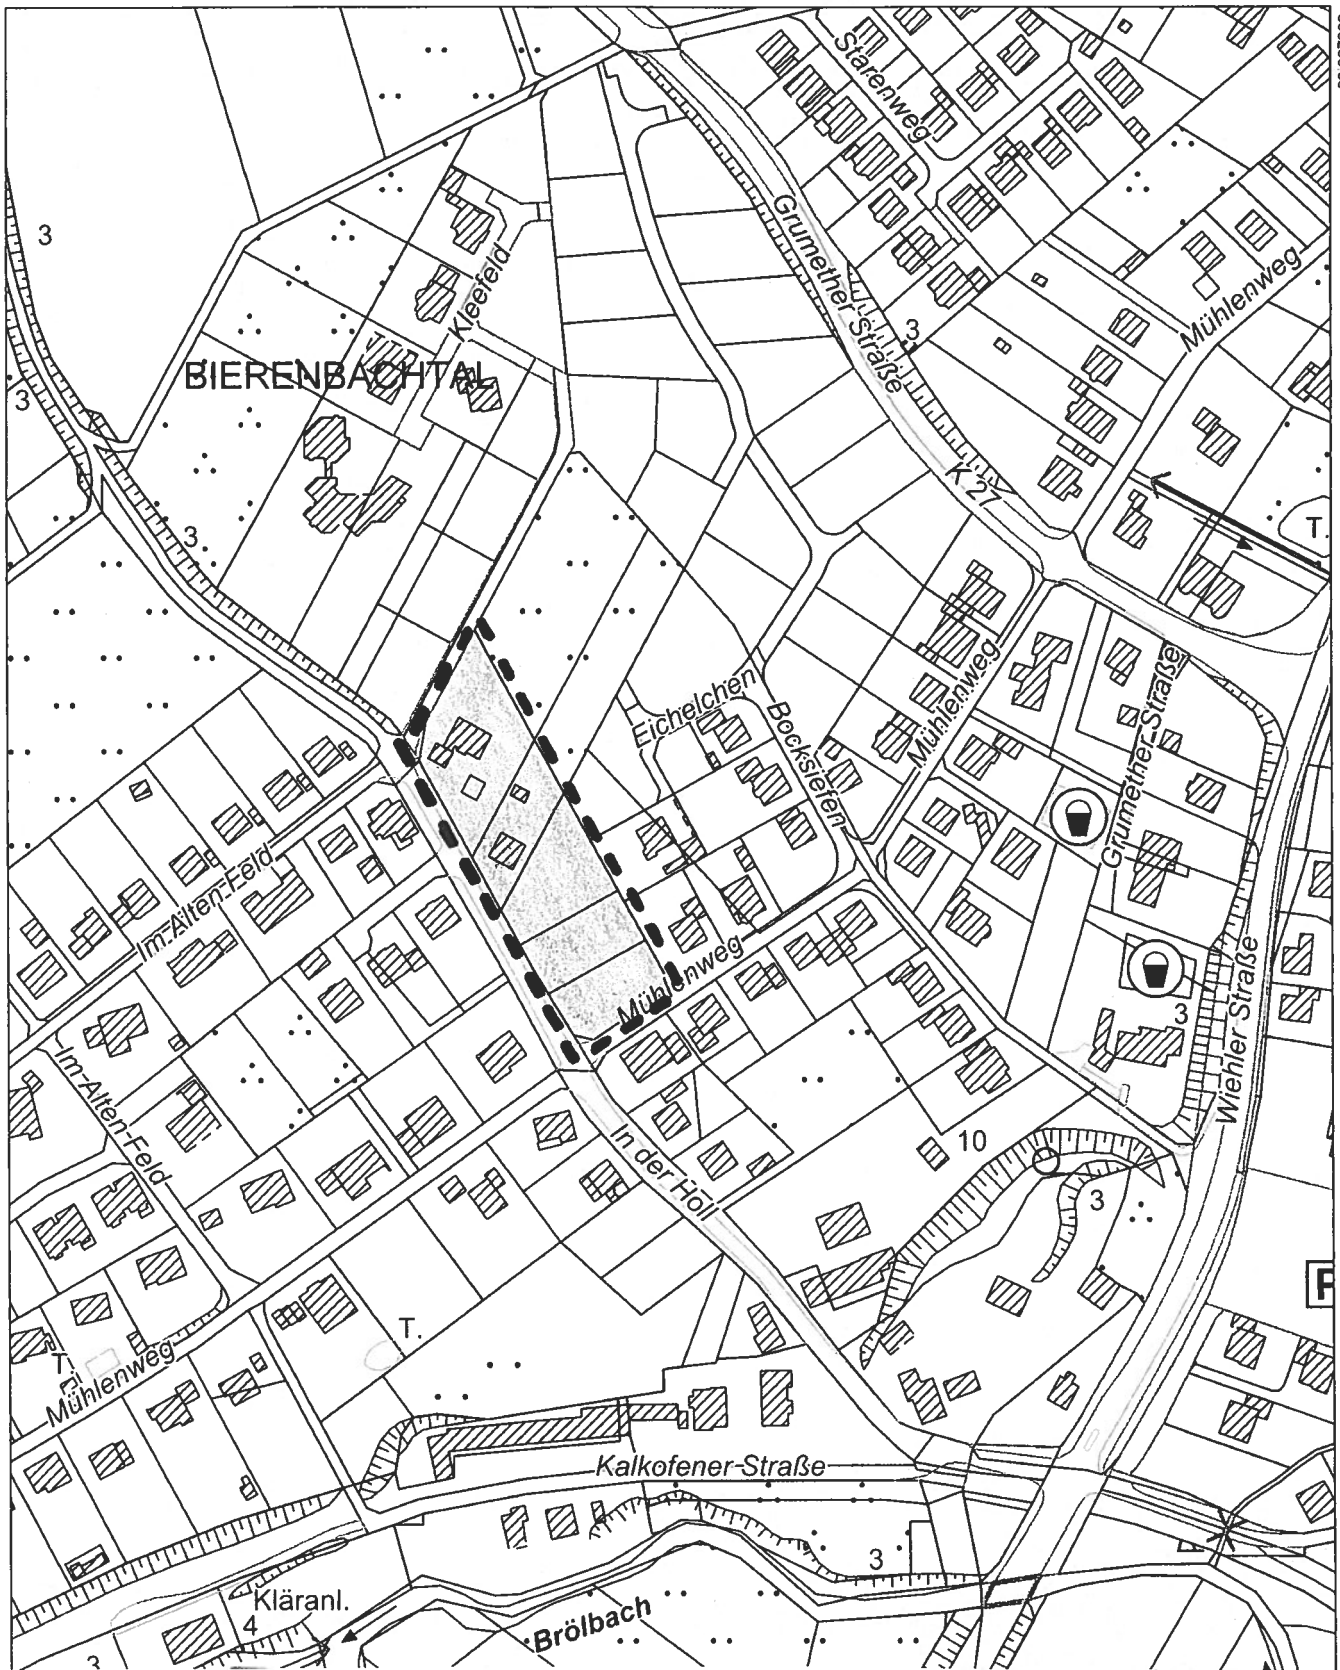 Starenweg
3
Grumether Straße
Kleefeld
Mühlenweg
3
BIERENBACHTAL
3
K 27
T.
3
Mühlenweg
Eichelchen
Bocksiefen
Grumether-Straße
Im-Alten-Feld
Mühlenweg
3
Wiehler Straße
Im-Alten-Feld
In der Höll
10
3
P
T.
T.
Mühlenweg
Kalkofener-Straße
3
Kläranl.
4
Brölbach
3